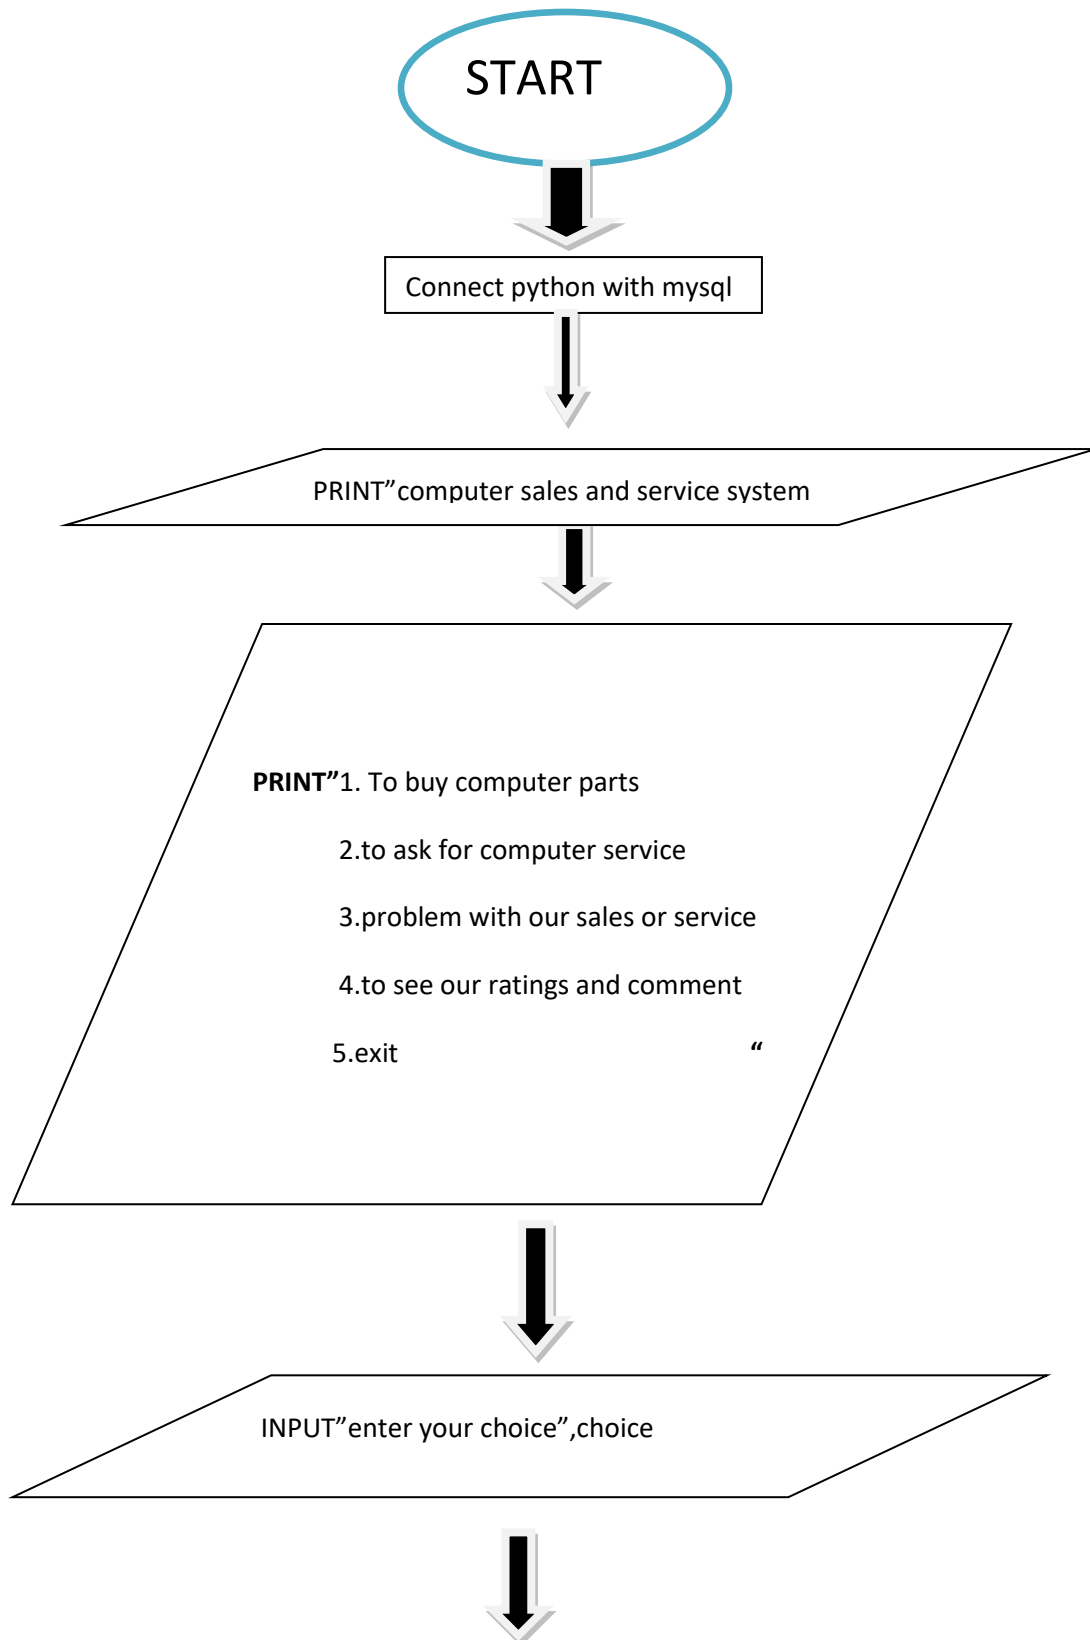 START
Connect python with mysql
PRINT”computer sales and service system
PRINT”1. To buy computer parts
2.to ask for computer service
3.problem with our sales or service
4.to see our ratings and comment
5.exit “
INPUT”enter your choice”,choice